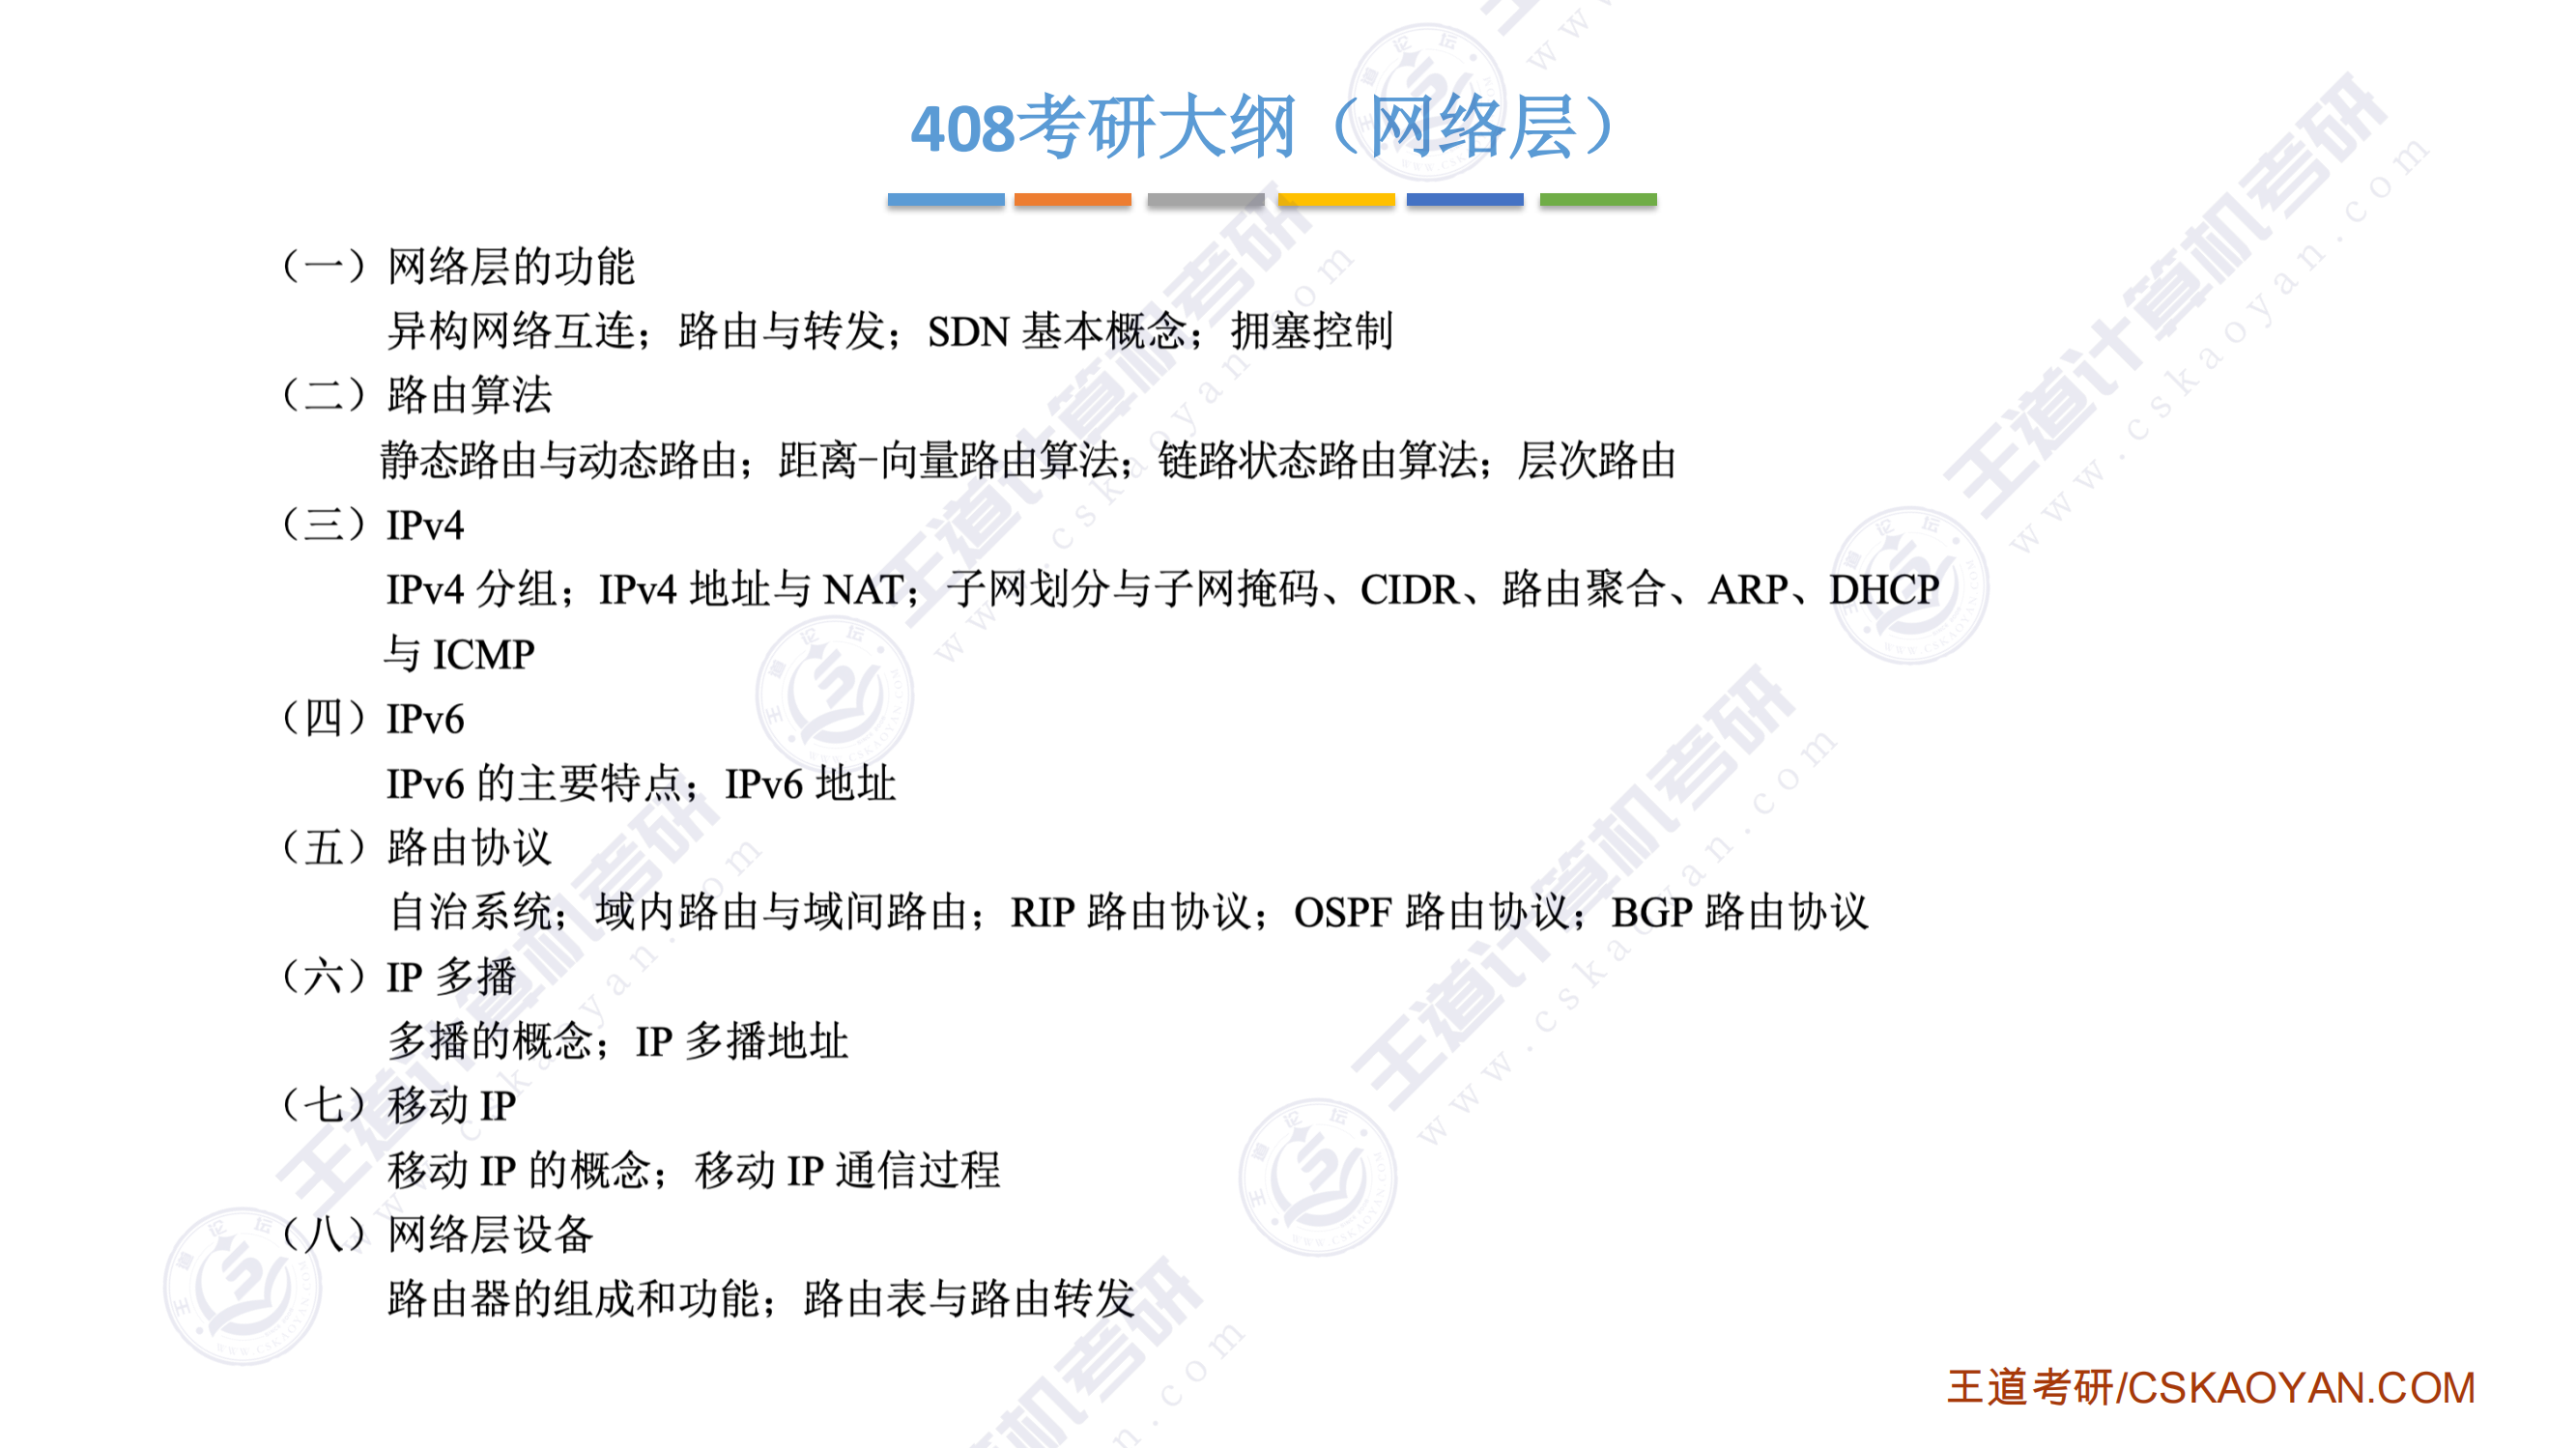 408考研大纲（网络层）
（一）网络层的功能
异构网络互连；路由与转发；SDN 基本概念；拥塞控制
（二）路由算法
静态路由与动态路由；距离-向量路由算法；链路状态路由算法；层次路由
（三）IPv4
IPv4 分组；IPv4 地址与 NAT；子网划分与子网掩码、CIDR、路由聚合、ARP、DHCP
与 ICMP
（四）IPv6
IPv6 的主要特点；IPv6 地址
（五）路由协议
自治系统；域内路由与域间路由；RIP 路由协议；OSPF 路由协议；BGP 路由协议
（六）IP 多播
多播的概念；IP 多播地址
（七）移动 IP
移动 IP 的概念；移动 IP 通信过程
（八）网络层设备
路由器的组成和功能；路由表与路由转发
王道考研/CSKAOYAN.COM
王道计算机考研
www.cskaoyan.com